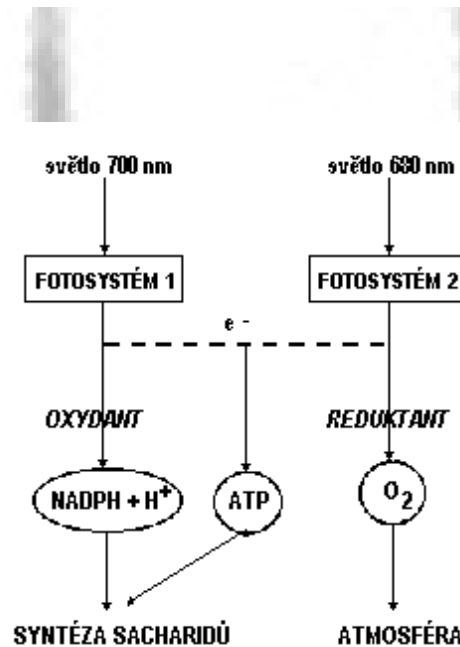 světlo 700 nm
světlo 680 nm
FOTOSYSTÉM 1
FOTOSYSTÉM 2
e -
OXYDANT
REDUKTANT
NADPH + H+
ATP
O2
SYNTÉZA SACHARIDŮ
ATMOSFÉRA